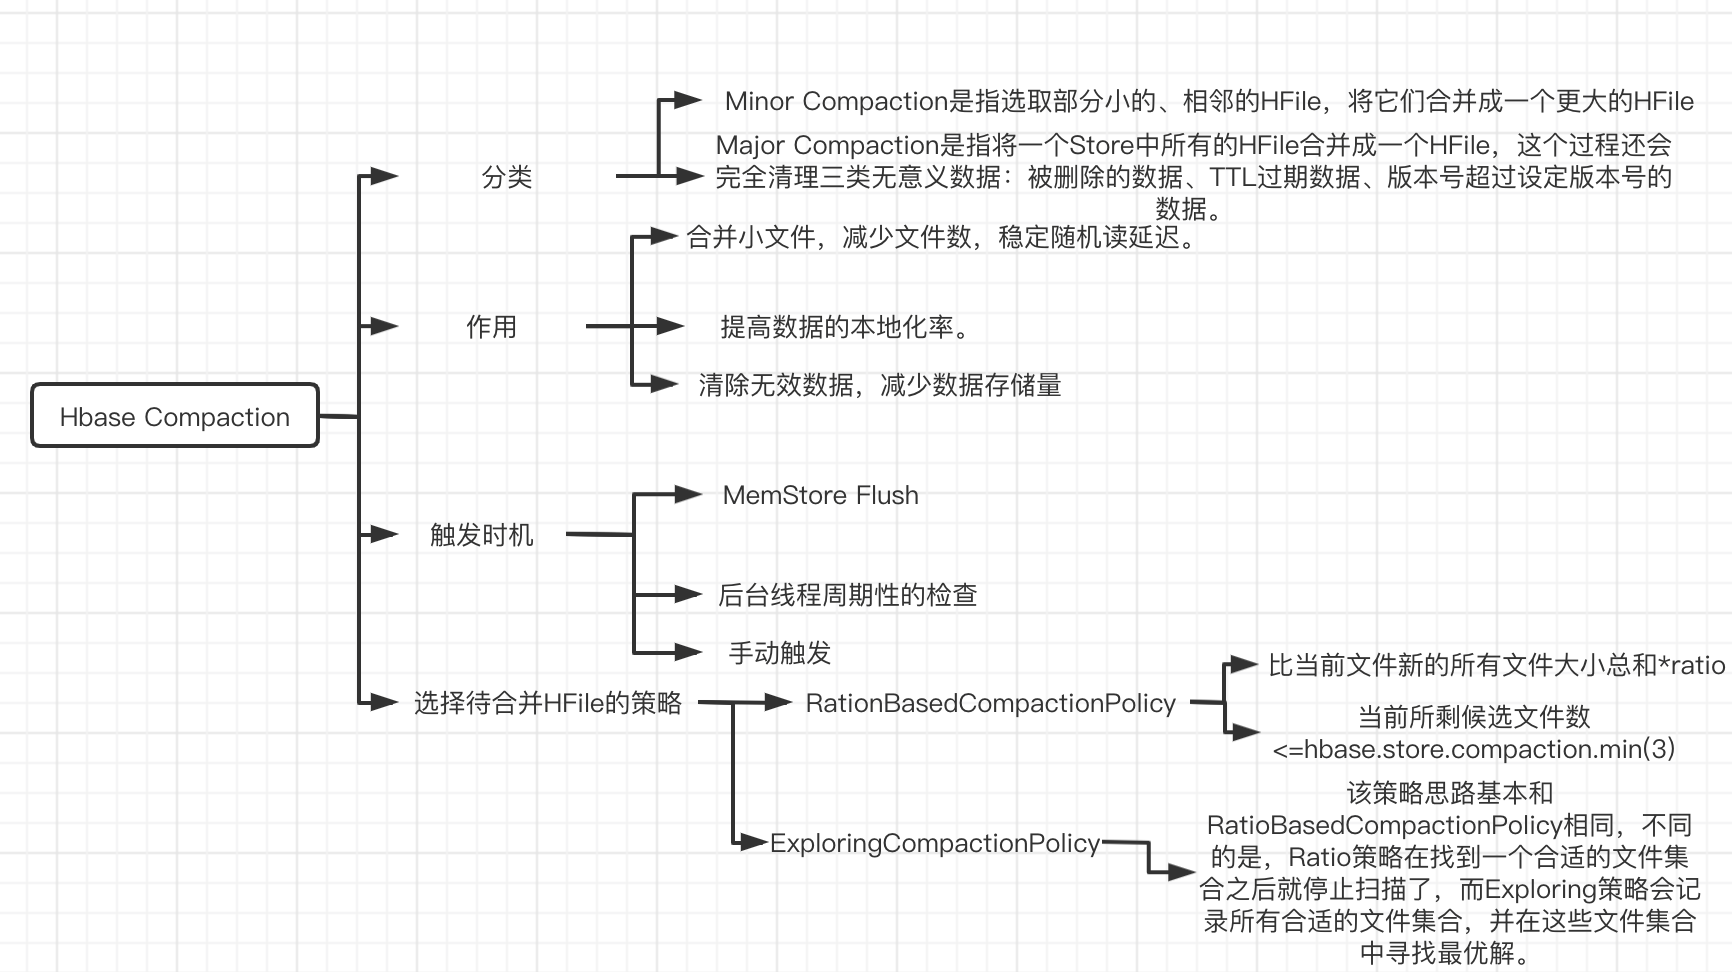 Hbase Compaction
分类
Minor Compaction是指选取部分小的、相邻的HFile，将它们合并成一个更大的HFile
Major Compaction是指将一个Store中所有的HFile合并成一个HFile，这个过程还会
完全清理三类无意义数据：被删除的数据、TTL过期数据、版本号超过设定版本号的
数据。
作用
合并小文件，减少文件数，稳定随机读延迟。
提高数据的本地化率。
清除无效数据，减少数据存储量
触发时机
MemStore Flush
后台线程周期性的检查
手动触发
选择待合并HFile的策略
RationBasedCompactionPolicy
比当前文件新的所有文件大小总和*ratio
当前所剩候选文件数
<=hbase.store.compaction.min(3)
ExploringCompactionPolicy
该策略思路基本和
RatioBasedCompactionPolicy相同，不同
的是，Ratio策略在找到一个合适的文件集
合之后就停止扫描了，而Exploring策略会记
录所有合适的文件集合，并在这些文件集合
中寻找最优解。